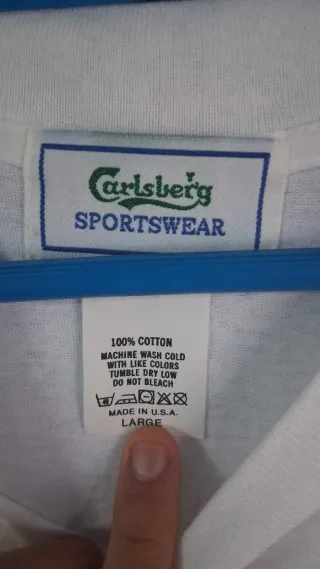 Carlsberg
SPORTSWEAR
100% COTTON
MACHINE WASH COLD
WITH LIKE COLORS
TUMBLE DRY LOW
DO NOT BLEACH
MADE IN U.S.A.
LARGE